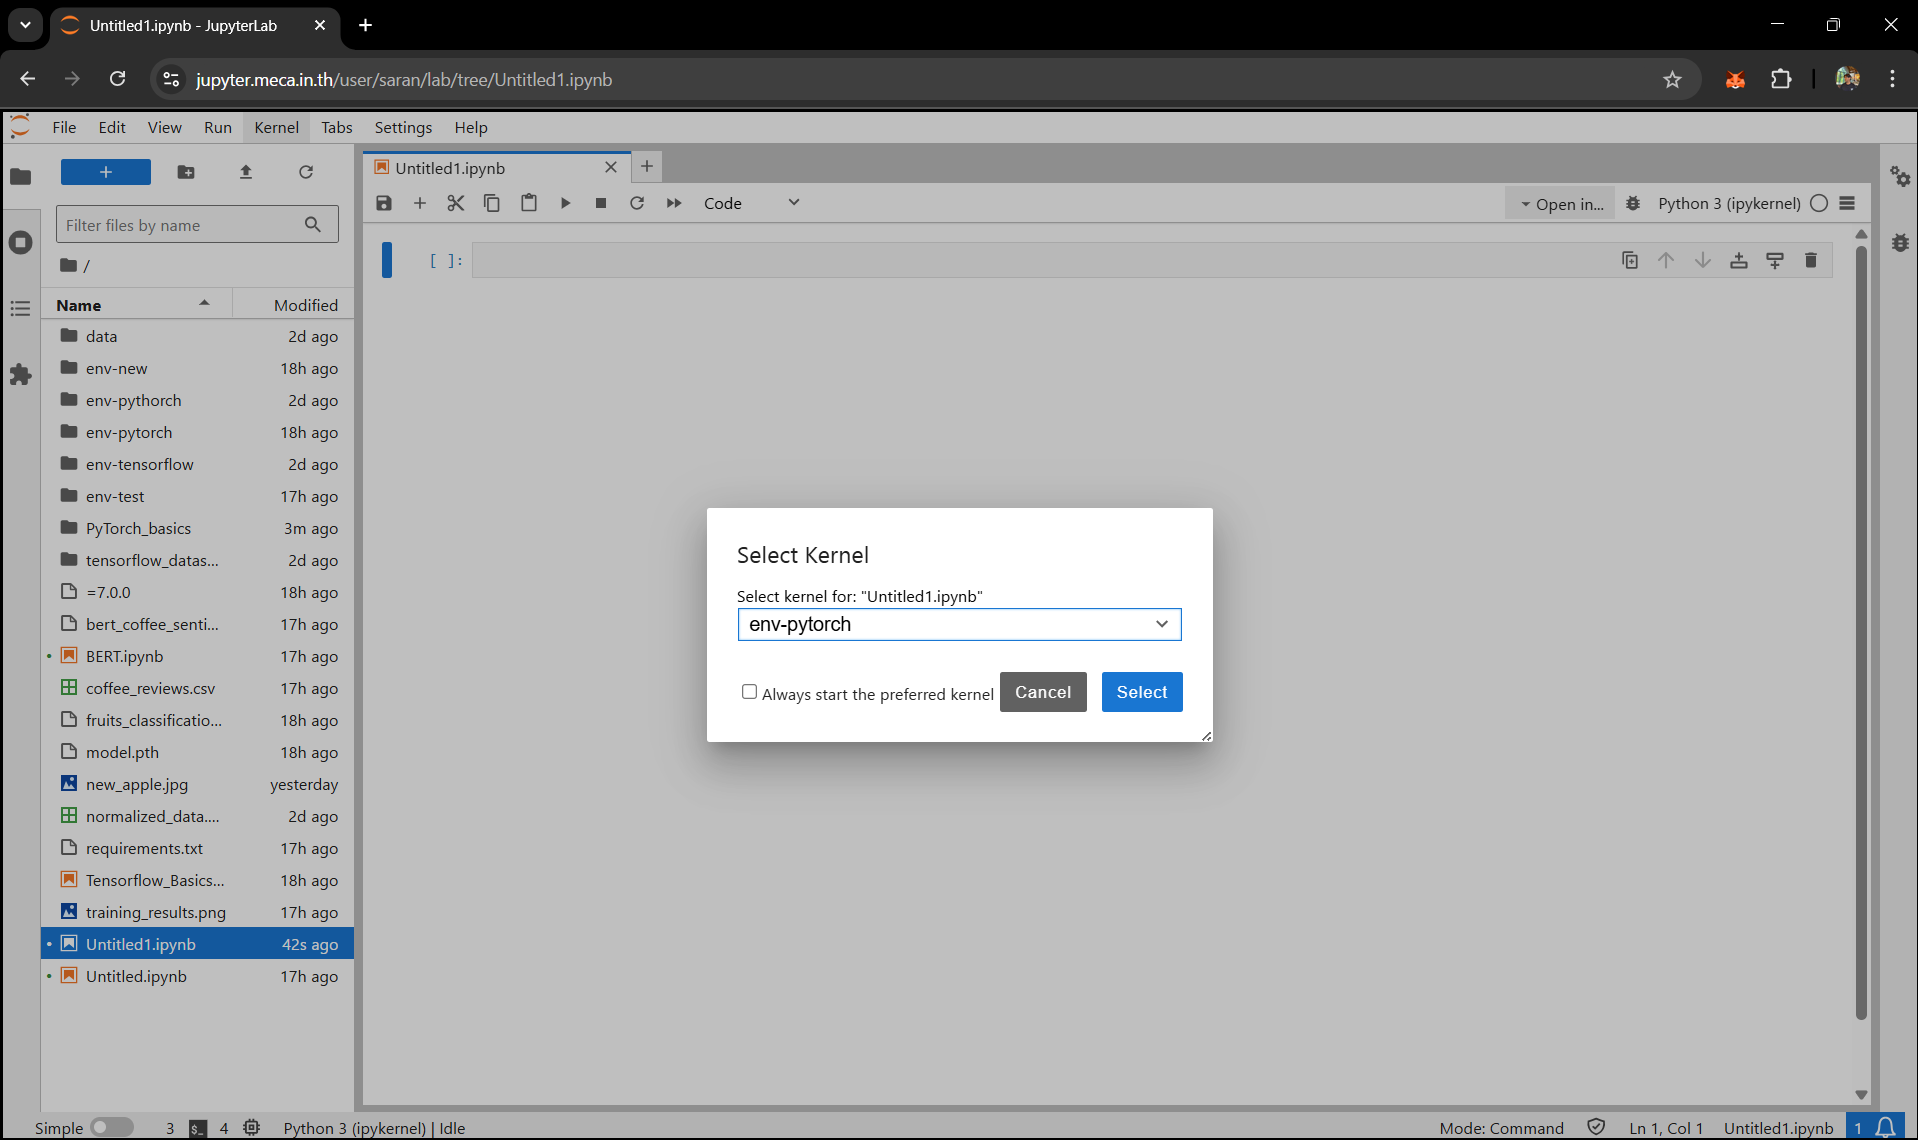 Untitled1.ipynb - JupyterLab
jupyter.meca.in.th/user/saran/lab/tree/Untitled1.ipynb
File Edit View Run Kernel Tabs Settings Help
Untitled1.ipynb
Code
Open in...
Python 3 (ipykernel)
Filter files by name
/
Name Modified
data 2d ago
env-new 18h ago
env-pythorch 2d ago
env-pytorch 18h ago
env-tensorflow 2d ago
env-test 17h ago
PyTorch_basics 3m ago
tensorflow_datas... 2d ago
=7.0.0 18h ago
bert_coffee_senti... 17h ago
BERT.ipynb 17h ago
coffee_reviews.csv 17h ago
fruits_classificatio... 18h ago
model.pth 18h ago
new_apple.jpg yesterday
normalized_data.... 2d ago
requirements.txt 17h ago
Tensorflow_Basics... 18h ago
training_results.png 17h ago
Untitled1.ipynb 42s ago
Untitled.ipynb 17h ago
[ ]:
Select Kernel
Select kernel for: "Untitled1.ipynb"
env-pytorch
Always start the preferred kernel
Cancel
Select
Simple 3 $_ 4 Python 3 (ipykernel) | Idle
Mode: Command Ln 1, Col 1 Untitled1.ipynb 1